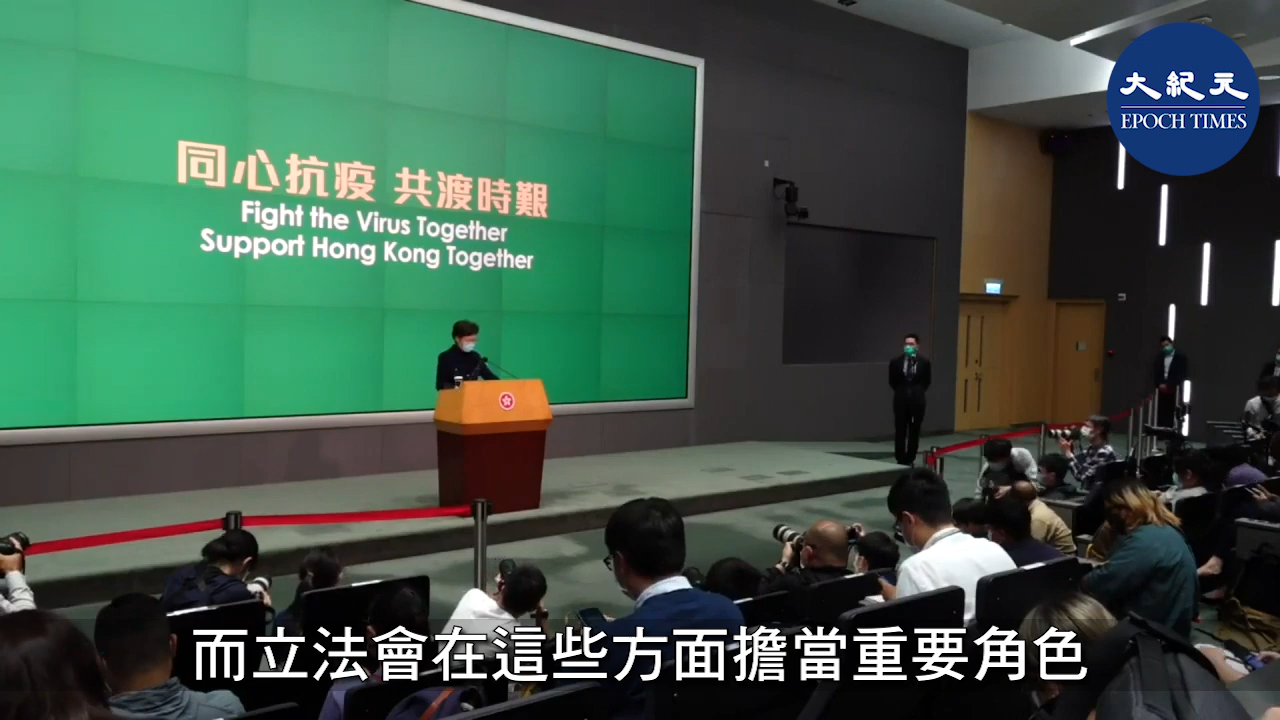 大紀元
EPOCH TIMES
同心抗疫 共渡時艱
Fight the Virus Together
Support Hong Kong Together
而立法會在這些方面擔當重要角色